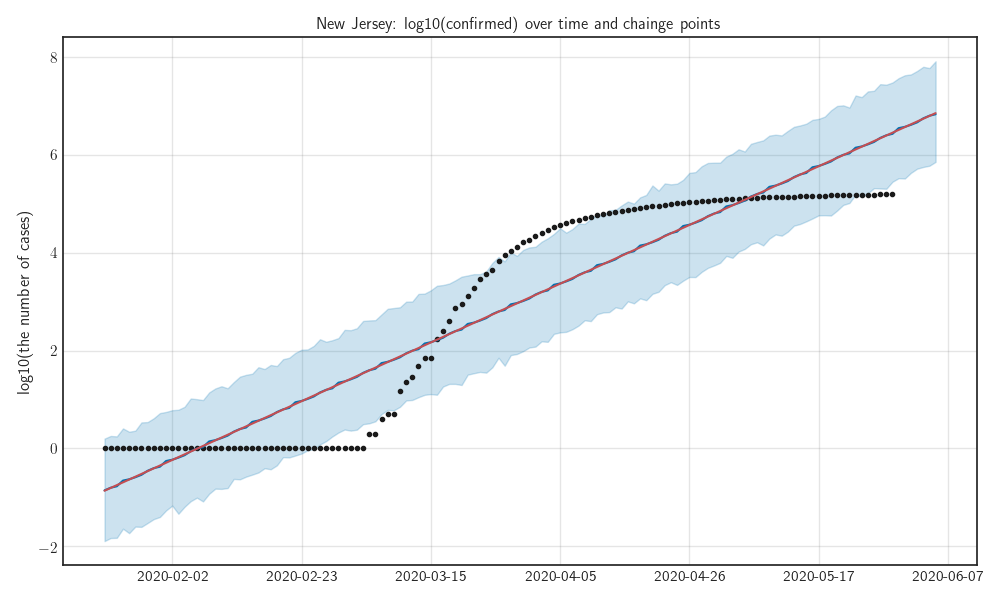 New Jersey: log10(confirmed) over time and chainge points
log10(the number of cases)
8
6
4
2
0
−2
2020-02-02 2020-02-23 2020-03-15 2020-04-05 2020-04-26 2020-05-17 2020-06-07